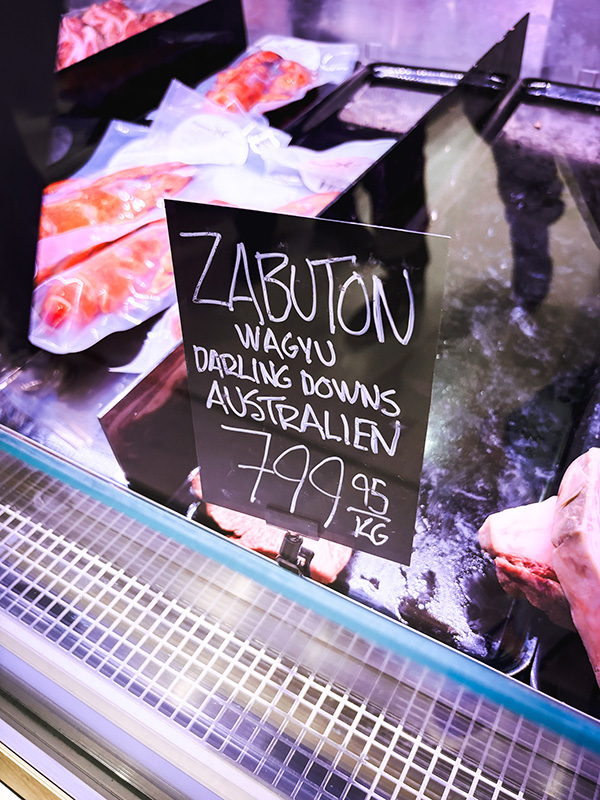 ZABUTON
WAGYU
DARLING DOWNS
AUSTRALIEN
799 95
KG